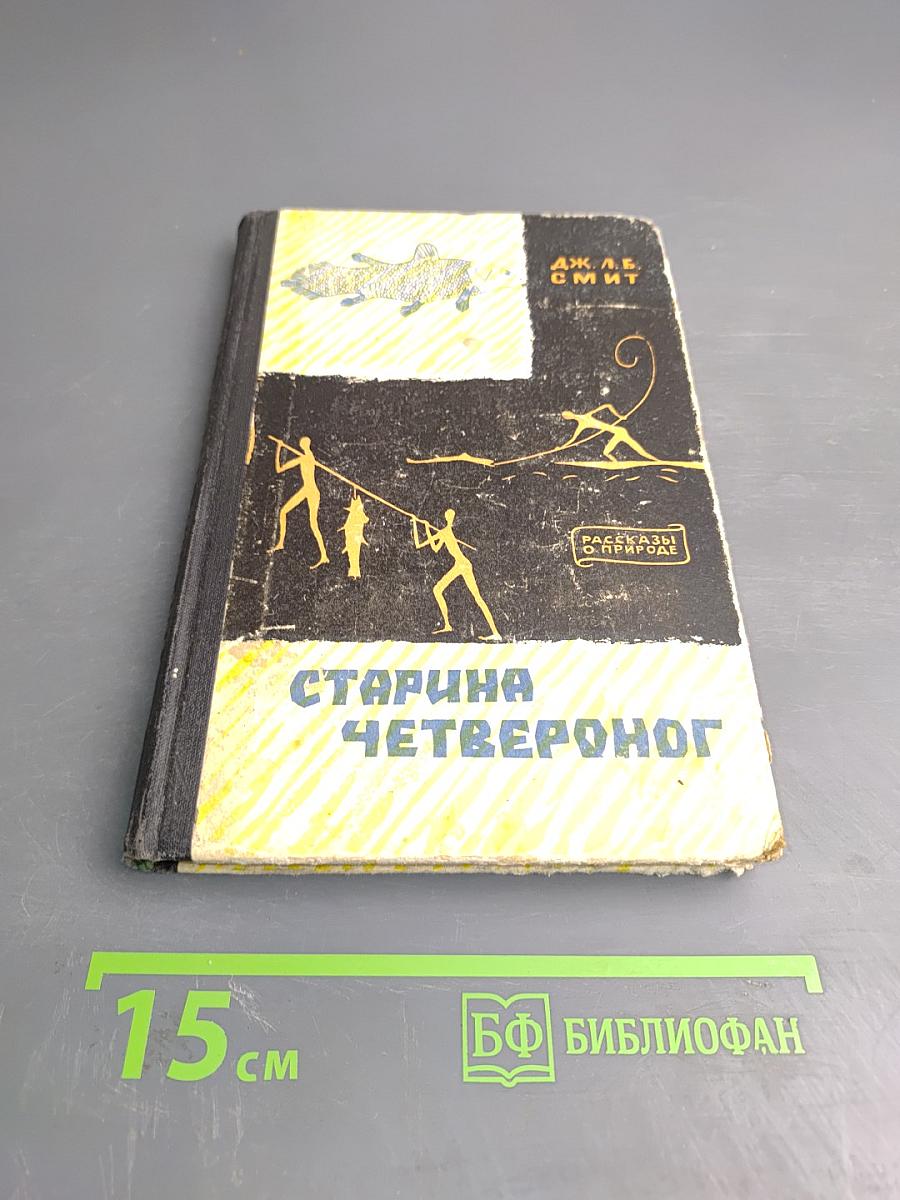 ДЖ. Л. Б.
СМИТ
РАССКАЗЫ
О ПРИРОДЕ
СТАРИНА
ЧЕТВЕРОНОГ
15 см
БФ БИБЛИОФАН